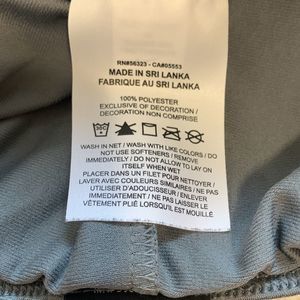 RN#56323 - CA#05553
MADE IN SRI LANKA
FABRIQUE AU SRI LANKA
100% POLYESTER
EXCLUSIVE OF DECORATION /
DECORATION NON COMPRISE
WASH IN NET / WASH WITH LIKE COLORS / DO
NOT USE SOFTENERS / REMOVE
IMMEDIATELY / DO NOT ALLOW TO LAY ON
ITSELF WHEN WET
PLACER DANS UN FILET POUR NETTOYER /
LAVER AVEC COULEURS SIMILAIRES / NE PAS
UTILISER D'ADOUCISSEUR / ENLEVER
IMMEDIATEMENT / NE PAS LAISSER LE
VÊTEMENT PLIÉ LORSQU'IL EST MOUILLÉ